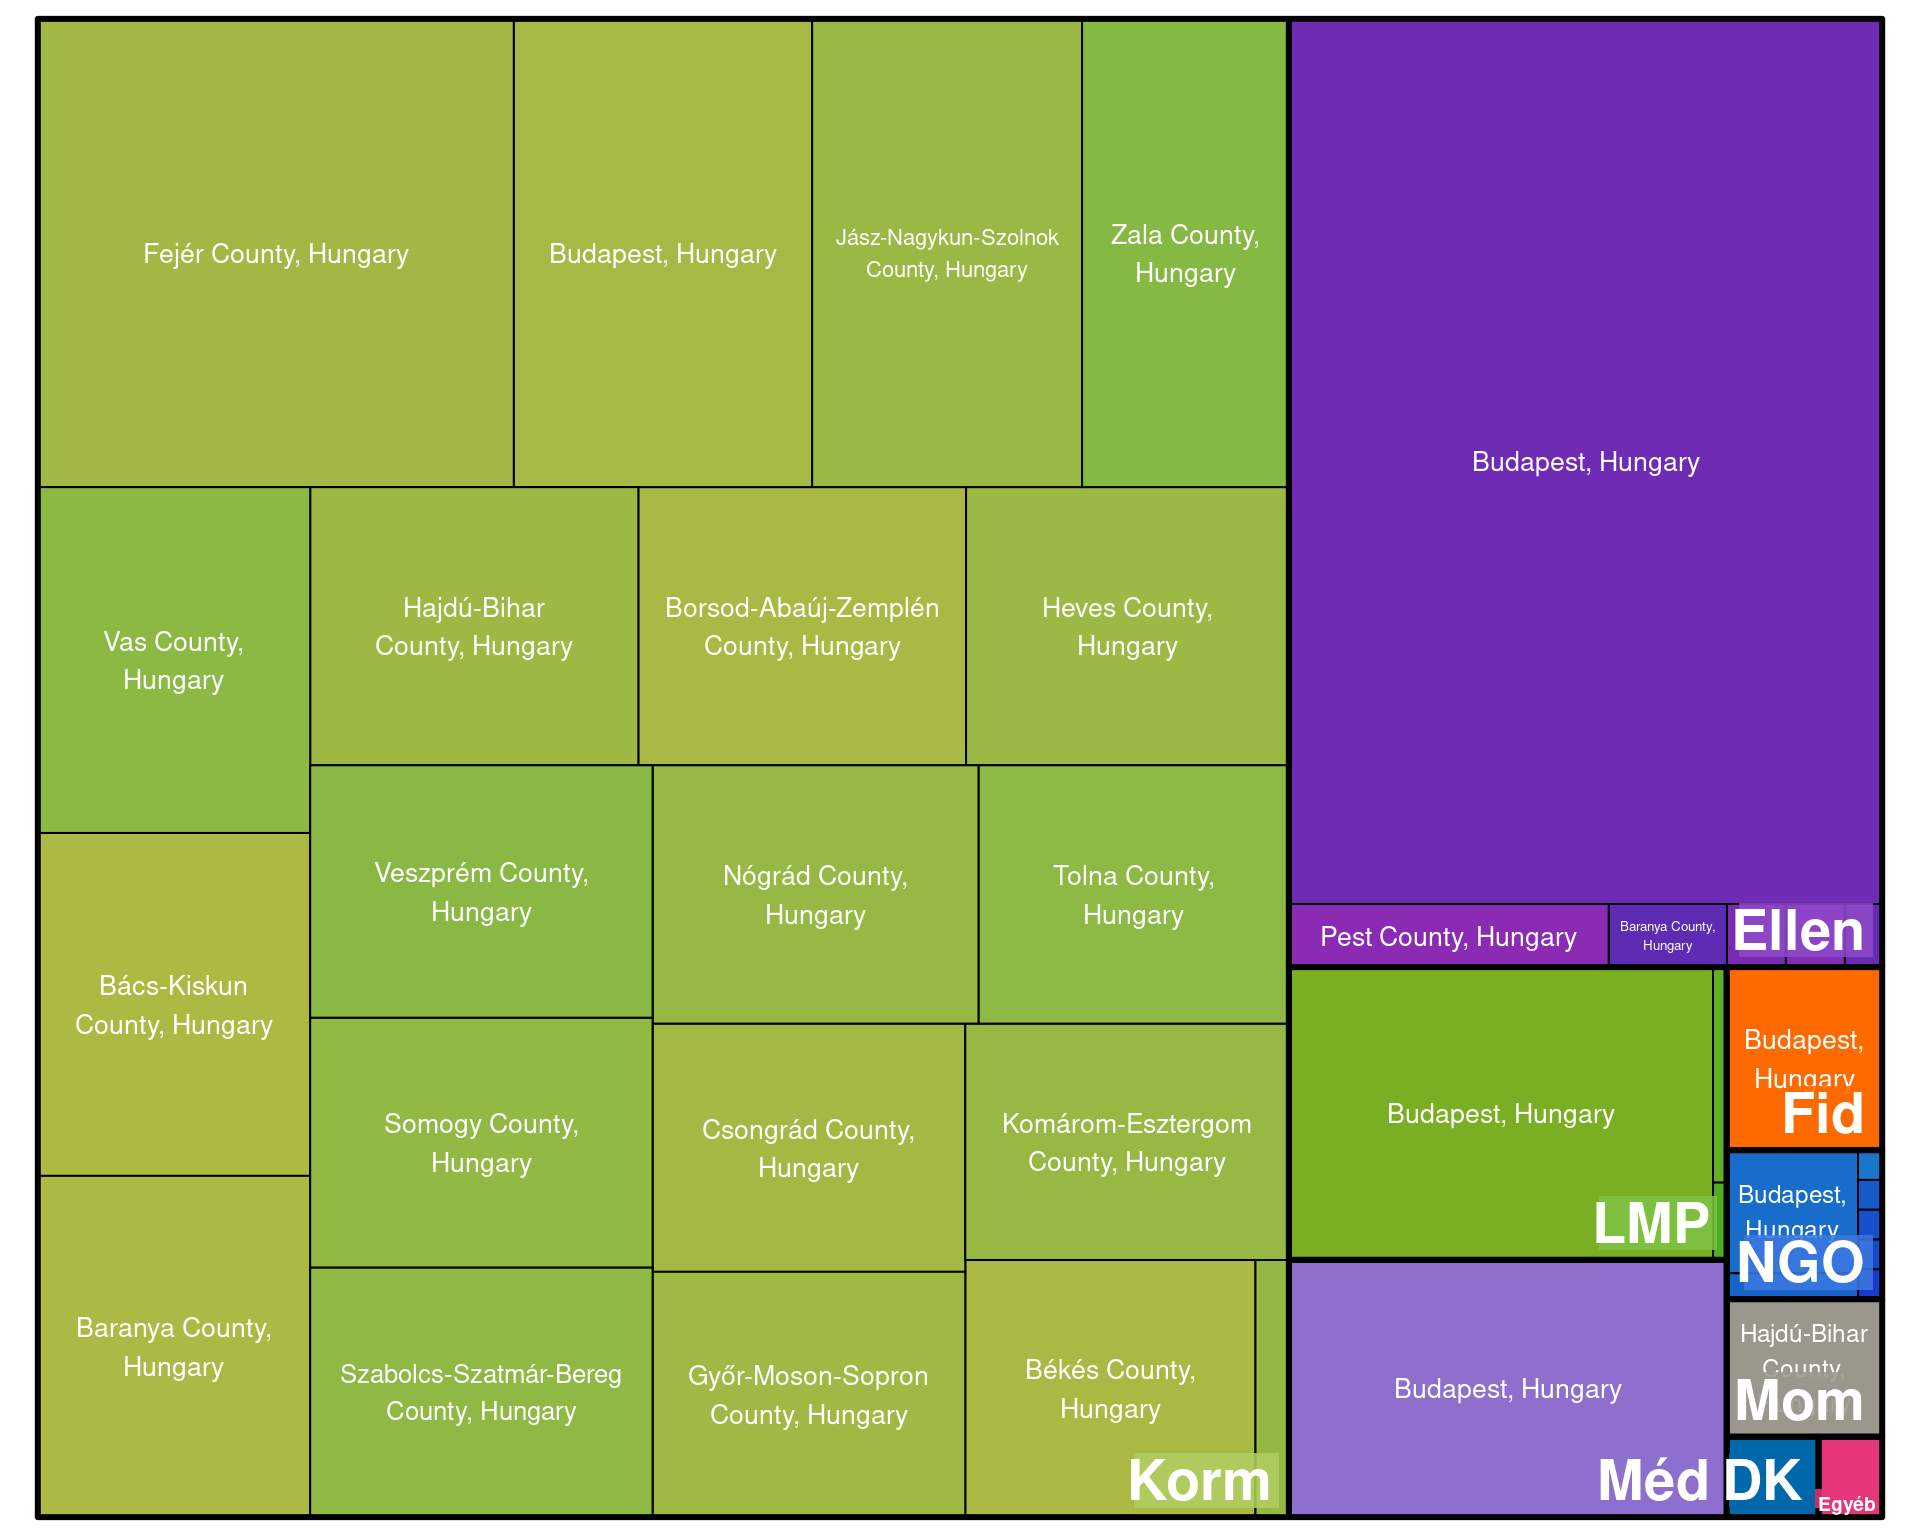 Fejér County, Hungary
Budapest, Hungary
Jász-Nagykun-Szolnok
County, Hungary
Zala County,
Hungary
Vas County,
Hungary
Hajdú-Bihar
County, Hungary
Borsod-Abaúj-Zemplén
County, Hungary
Heves County,
Hungary
Bács-Kiskun
County, Hungary
Veszprém County,
Hungary
Nógrád County,
Hungary
Tolna County,
Hungary
Baranya County,
Hungary
Somogy County,
Hungary
Csongrád County,
Hungary
Komárom-Esztergom
County, Hungary
Szabolcs-Szatmár-Bereg
County, Hungary
Győr-Moson-Sopron
County, Hungary
Békés County,
Hungary
Korm
Budapest, Hungary
Pest County, Hungary
Baranya County,
Hungary
Ellen
Budapest, Hungary
LMP
Budapest, Hungary
Méd
Budapest,
Hungary
Fid
Budapest,
Hungary
NGO
Hajdú-Bihar
County,
Mom
DK
Egyéb